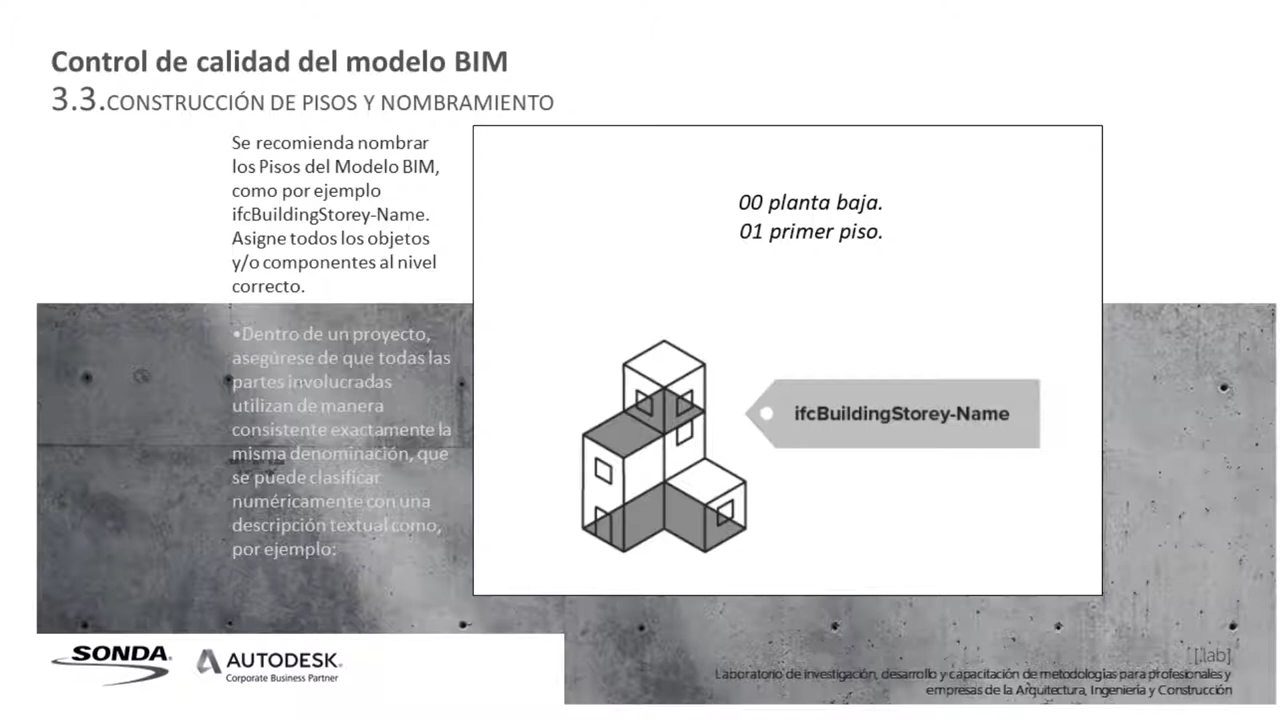 Control de calidad del modelo BIM
3.3.CONSTRUCCIÓN DE PISOS Y NOMBRAMIENTO
Se recomienda nombrar
los Pisos del Modelo BIM,
como por ejemplo
ifcBuildingStorey-Name.
Asigne todos los objetos
y/o componentes al nivel
correcto.
•Dentro de un proyecto,
asegúrese de que todas las
partes involucradas
utilizan de manera
consistente exactamente la
misma denominación, que
se puede clasificar
numéricamente con una
descripción textual como,
por ejemplo:
00 planta baja.
01 primer piso.
ifcBuildingStorey-Name
SONDA
AUTODESK
Corporate Business Partner
[.lab]
Laboratorio de investigación, desarrollo y capacitación de metodologías para profesionales y
empresas de la Arquitectura, Ingeniería y Construcción